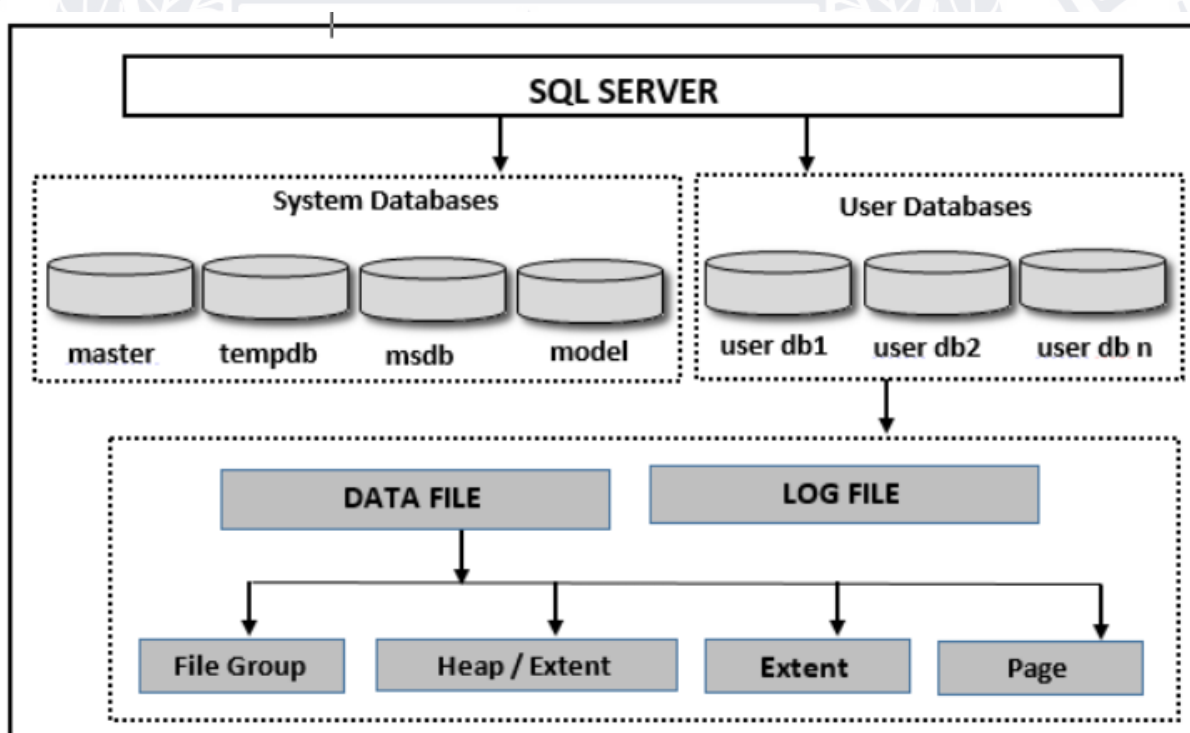 SQL SERVER
System Databases
master
tempdb
msdb
model
User Databases
user db1
user db2
user db n
DATA FILE
LOG FILE
File Group
Heap / Extent
Extent
Page